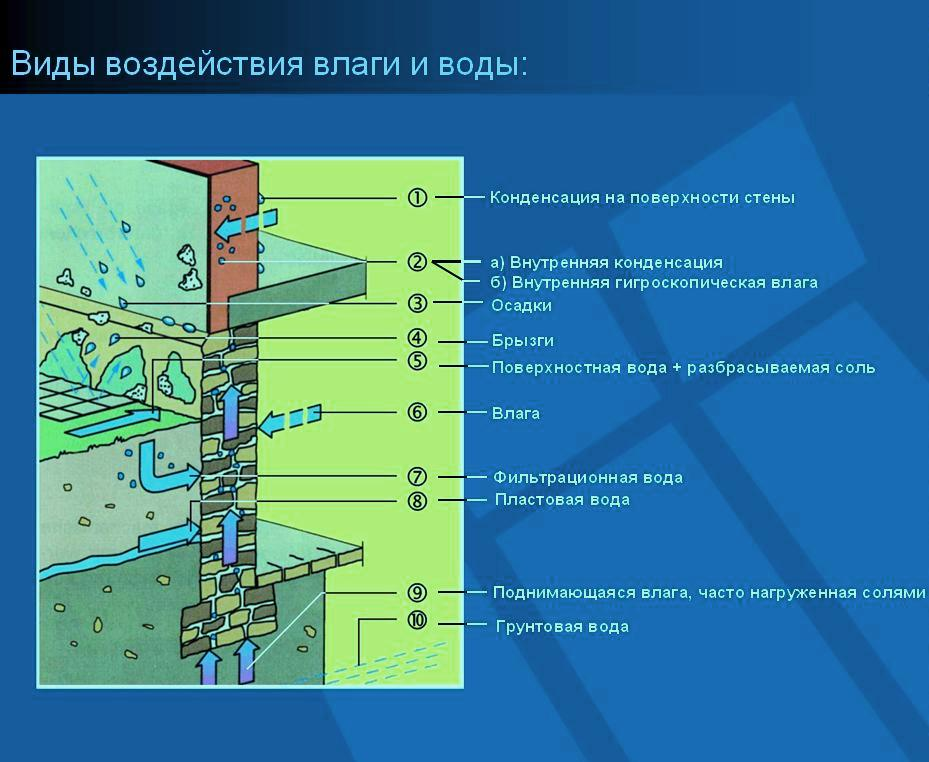 Виды воздействия влаги и воды:
① Конденсация на поверхности стены
② а) Внутренняя конденсация
б) Внутренняя гигроскопическая влага
③ Осадки
④ Брызги
⑤ Поверхностная вода + разбрасываемая соль
⑥ Влага
⑦ Фильтрационная вода
⑧ Пластовая вода
⑨ Поднимающаяся влага, часто нагруженная солями
⑩ Грунтовая вода